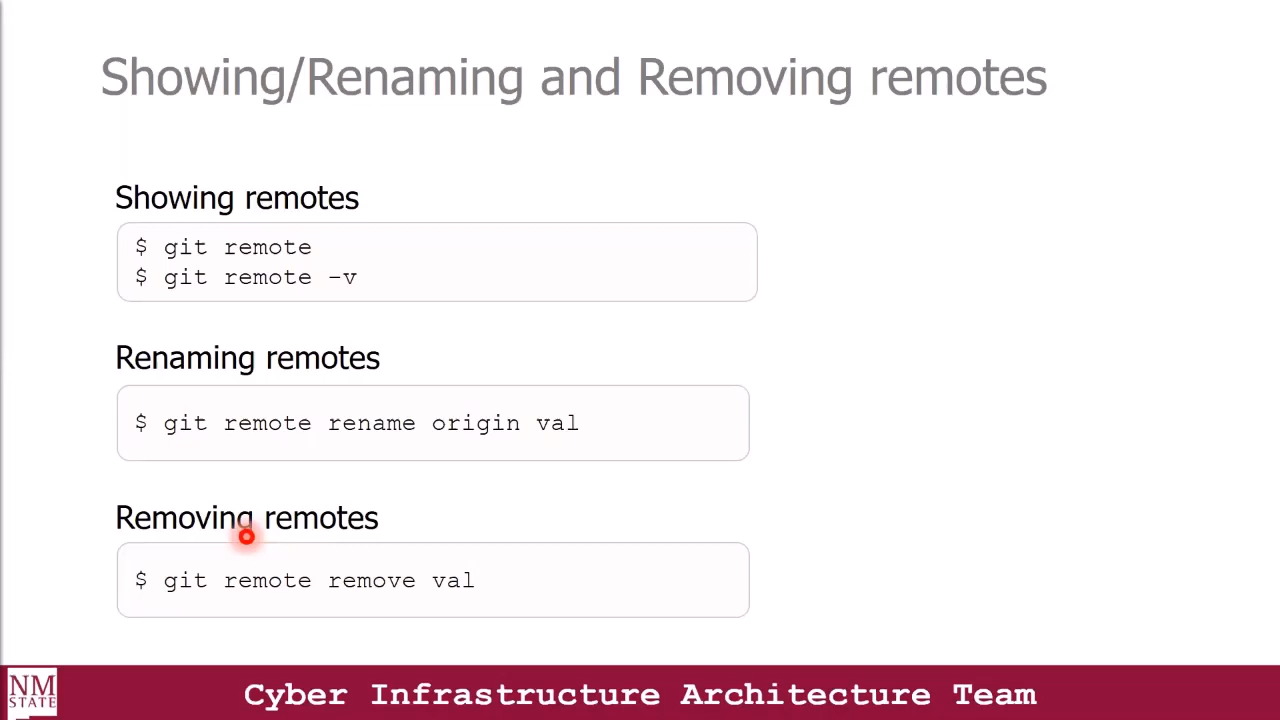 Showing/Renaming and Removing remotes
Showing remotes
$ git remote
$ git remote –v
Renaming remotes
$ git remote rename origin val
Removing remotes
$ git remote remove val
NM
STATE
Cyber Infrastructure Architecture Team